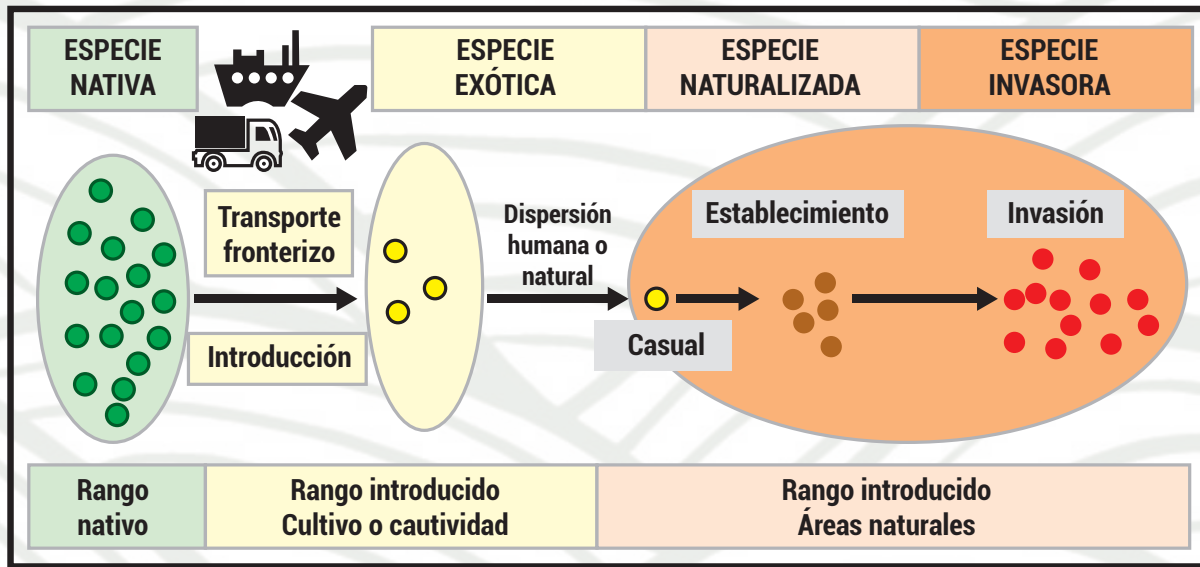 ESPECIE
NATIVA
ESPECIE
EXÓTICA
ESPECIE
NATURALIZADA
ESPECIE
INVASORA
Transporte
fronterizo
Introducción
Dispersión
humana o
natural
Casual
Establecimiento
Invasión
Rango
nativo
Rango introducido
Cultivo o cautividad
Rango introducido
Áreas naturales